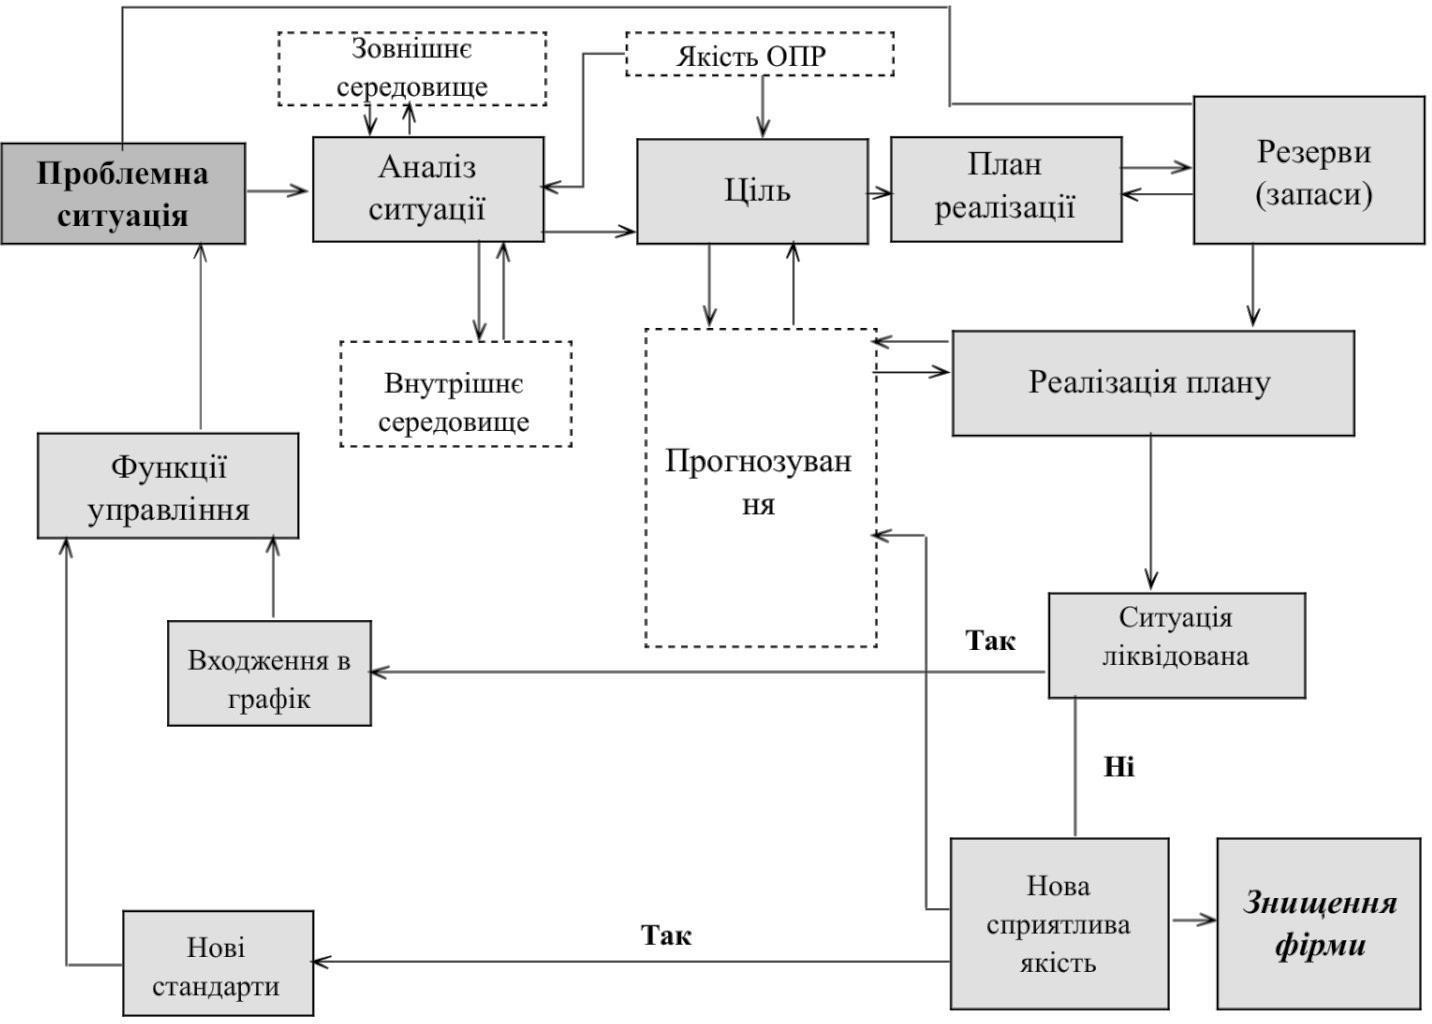 Зовнішнє
середовище
Якість ОПР
Проблемна
ситуація
Аналіз
ситуації
Ціль
План
реалізації
Резерви
(запаси)
Внутрішнє
середовище
Прогнозуван
ня
Реалізація плану
Функції
управління
Входження в
графік
Так
Ситуація
ліквідована
Ні
Нова
сприятлива
якість
Знищення
фірми
Так
Нові
стандарти